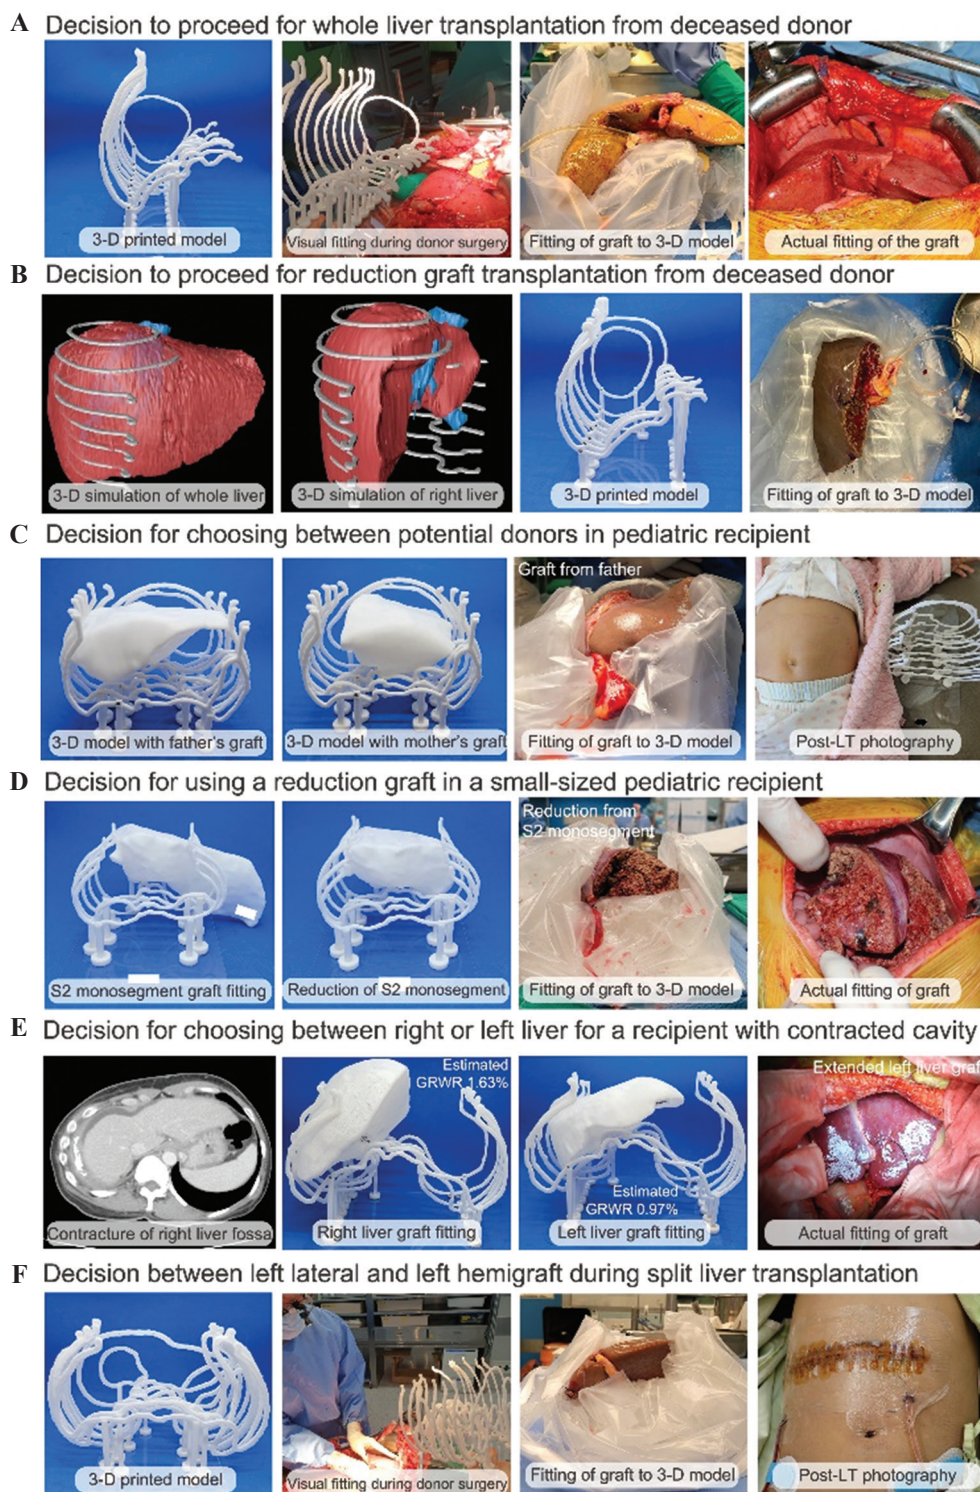 A Decision to proceed for whole liver transplantation from deceased donor
3-D printed model
Visual fitting during donor surgery
Fitting of graft to 3-D model
Actual fitting of the graft
B Decision to proceed for reduction graft transplantation from deceased donor
3-D simulation of whole liver
3-D simulation of right liver
3-D printed model
Fitting of graft to 3-D model
C Decision for choosing between potential donors in pediatric recipient
Graft from father
3-D model with father's graft
3-D model with mother's graft
Fitting of graft to 3-D model
Post-LT photography
D Decision for using a reduction graft in a small-sized pediatric recipient
Reduction from
S2 monosegment
S2 monosegment graft fitting
Reduction of S2 monosegment
Fitting of graft to 3-D model
Actual fitting of graft
E Decision for choosing between right or left liver for a recipient with contracted cavity
Estimated
GRWR 1.63%
Extended left liver graf
Estimated
GRWR 0.97%
Contracture of right liver fossa
Right liver graft fitting
Left liver graft fitting
Actual fitting of graft
F Decision between left lateral and left hemigraft during split liver transplantation
3-D printed model
Visual fitting during donor surgery
Fitting of graft to 3-D model
Post-LT photography